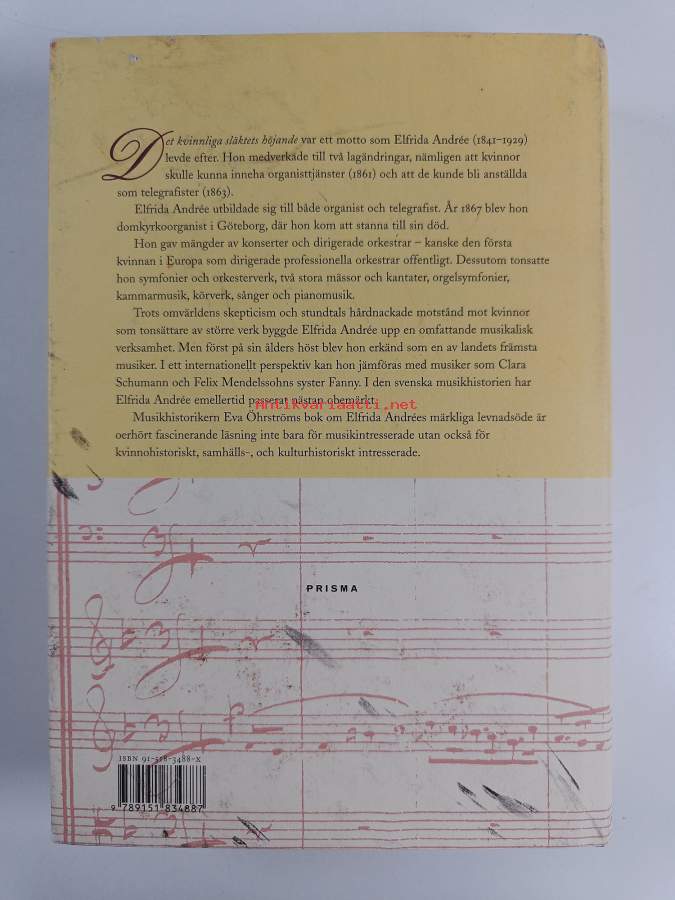 Det kvinnliga släktets höjande var ett motto som Elfrida Andrée (1841–1929)
levde efter. Hon medverkade till två lagändringar, nämligen att kvinnor
skulle kunna inneha organisttjänster (1861) och att de kunde bli anställda
som telegrafister (1863).
Elfrida Andrée utbildade sig till både organist och telegrafist. År 1867 blev hon
domkyrkoorganist i Göteborg, där hon kom att stanna till sin död.
Hon gav mängder av konserter och dirigerade orkestrar – kanske den första
kvinnan i Europa som dirigerade professionella orkestrar offentligt. Dessutom tonsatte
hon symfonier och orkesterverk, två stora mässor och kantater, orgelsymfonier,
kammarmusik, körverk, sånger och pianomusik.
Trots omvärldens skepticism och stundtals hårdnackade motstånd mot kvinnor
som tonsättare av större verk byggde Elfrida Andrée upp en omfattande musikalisk
verksamhet. Men först på sin ålders höst blev hon erkänd som en av landets främsta
musiker. I ett internationellt perspektiv kan hon jämföras med musiker som Clara
Schumann och Felix Mendelssohns syster Fanny. I den svenska musikhistorien har
Elfrida Andrée emellertid passerat nästan obemärkt.
Antikvariaatti.net
Musikhistorikern Eva Öhrströms bok om Elfrida Andrées märkliga levnadsöde är
oerhört fascinerande läsning inte bara för musikintresserade utan också för
kvinnohistoriskt, samhälls-, och kulturhistoriskt intresserade.
PRISMA
ISBN 91-518-3488-X
9 789151 834887